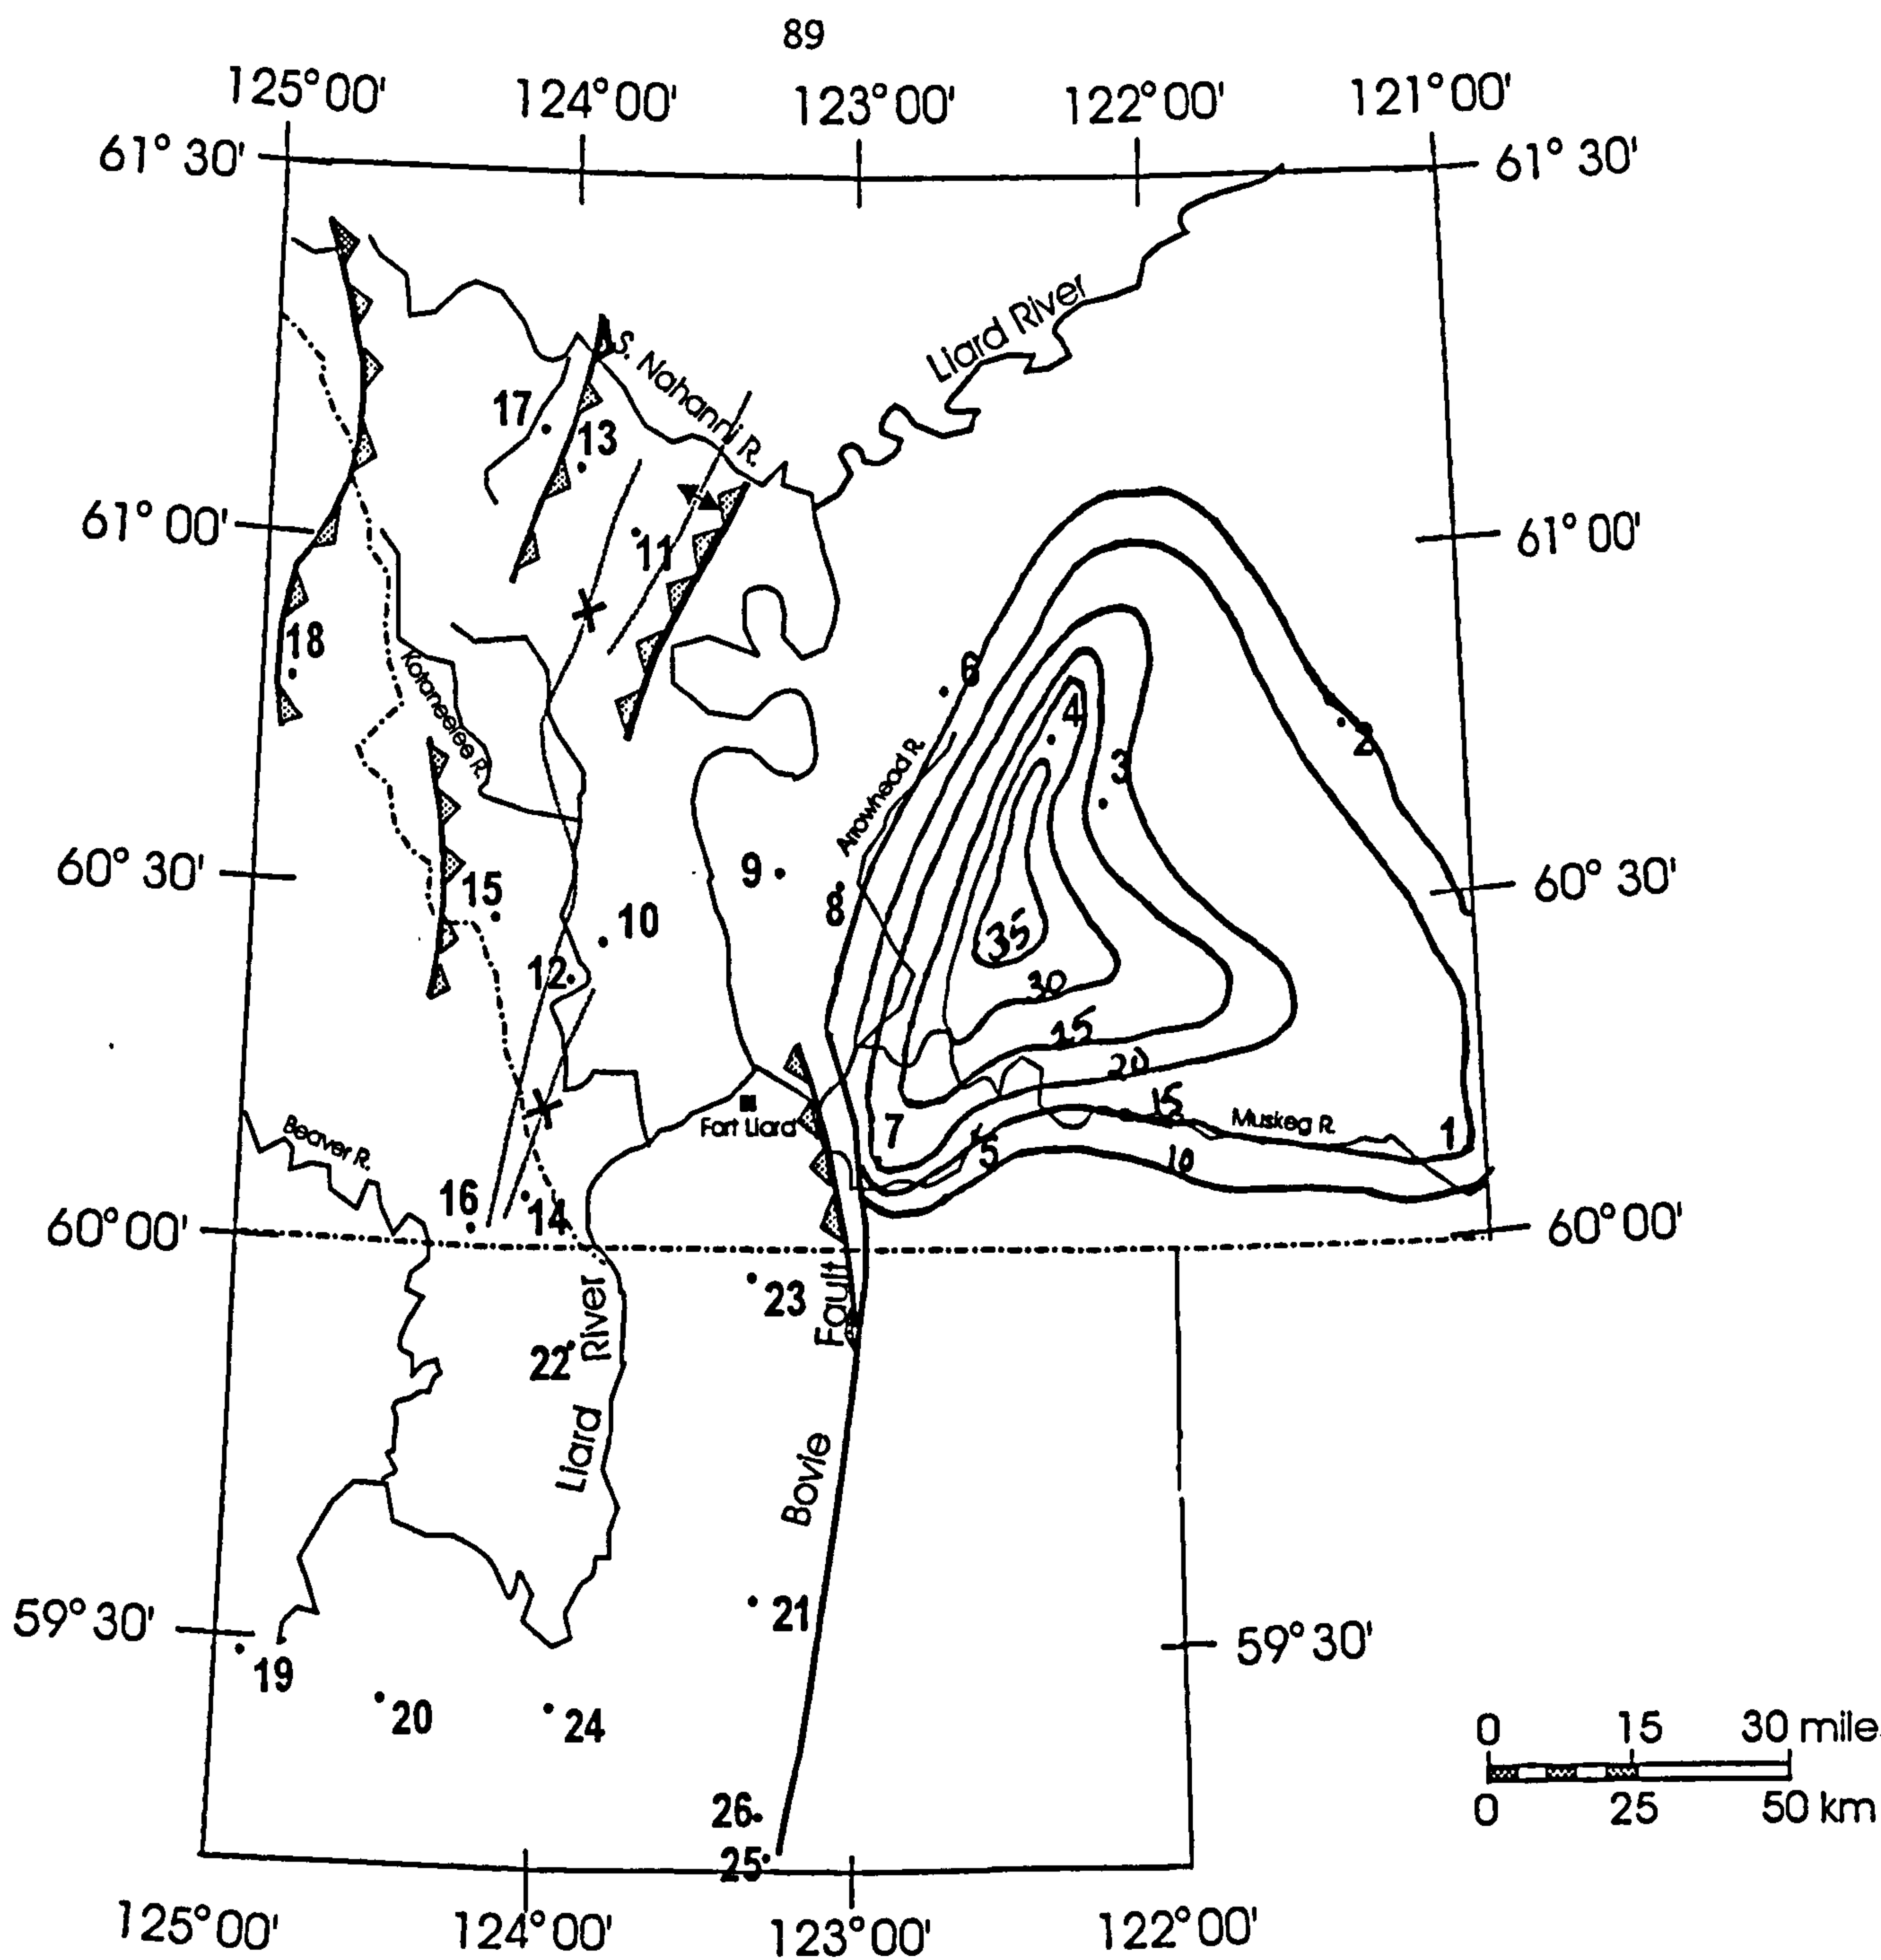 89
125°00' 124°00' 123°00' 122°00' 121°00'
61° 30' 61° 30'
Liard River
S. Nahanni R.
17
13
61° 00' 61° 00'
11
18
6
Kotaneelee R.
4
2
3
Arrowhead R.
60° 30' 60° 30'
9
15
8
10
35
12
30
25
20
15
Fort Liard
7
Muskeg R.
1
Beaver R.
5
10
16
14
60° 00' 60° 00'
23
Fault
22
Liard River
Bovie
21
59° 30' 59° 30'
19
20
24
0 15 30 mile
0 25 50 km
26
25
125°00' 124°00' 123°00' 122°00'